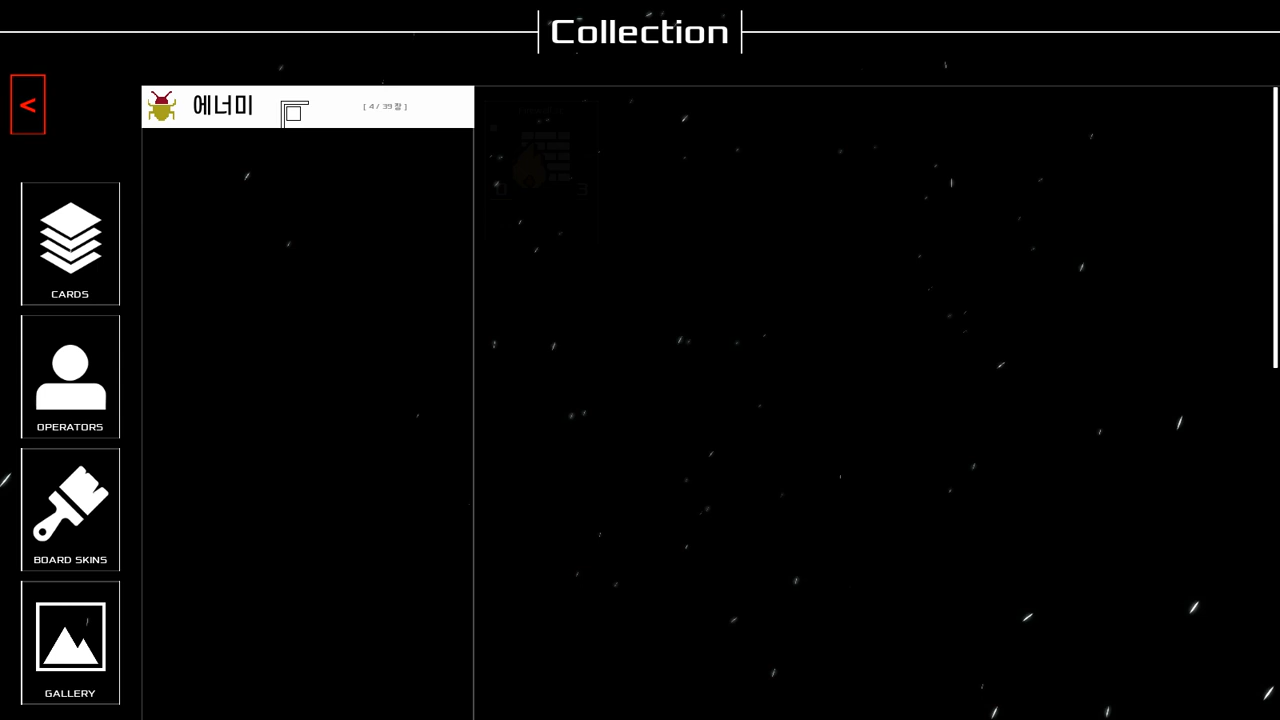 Collection
<
에너미
[ 4 / 39 장 ]
CARDS
OPERATORS
BOARD SKINS
GALLERY